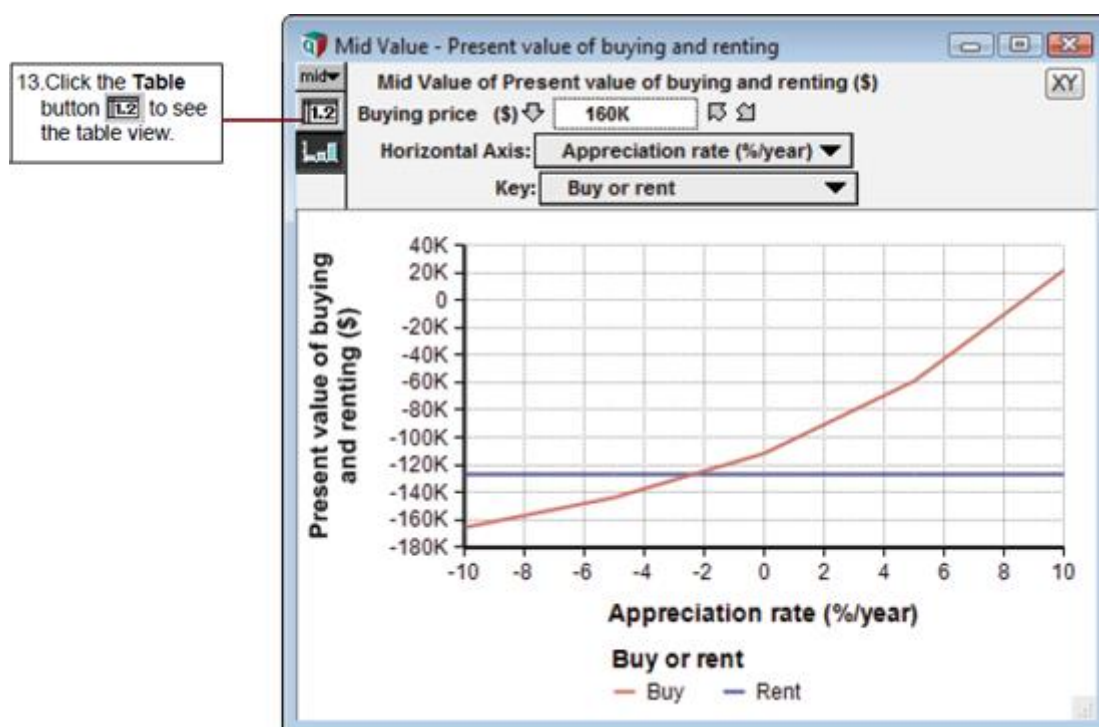 Mid Value - Present value of buying and renting
13.Click the Table
button 1.2 to see
the table view.
mid
Mid Value of Present value of buying and renting ($)
XY
1.2
Buying price ($) 160K
Horizontal Axis: Appreciation rate (%/year)
Key: Buy or rent
Present value of buying
and renting ($)
40K
20K
0
-20K
-40K
-60K
-80K
-100K
-120K
-140K
-160K
-180K
-10 -8 -6 -4 -2 0 2 4 6 8 10
Appreciation rate (%/year)
Buy or rent
Buy Rent